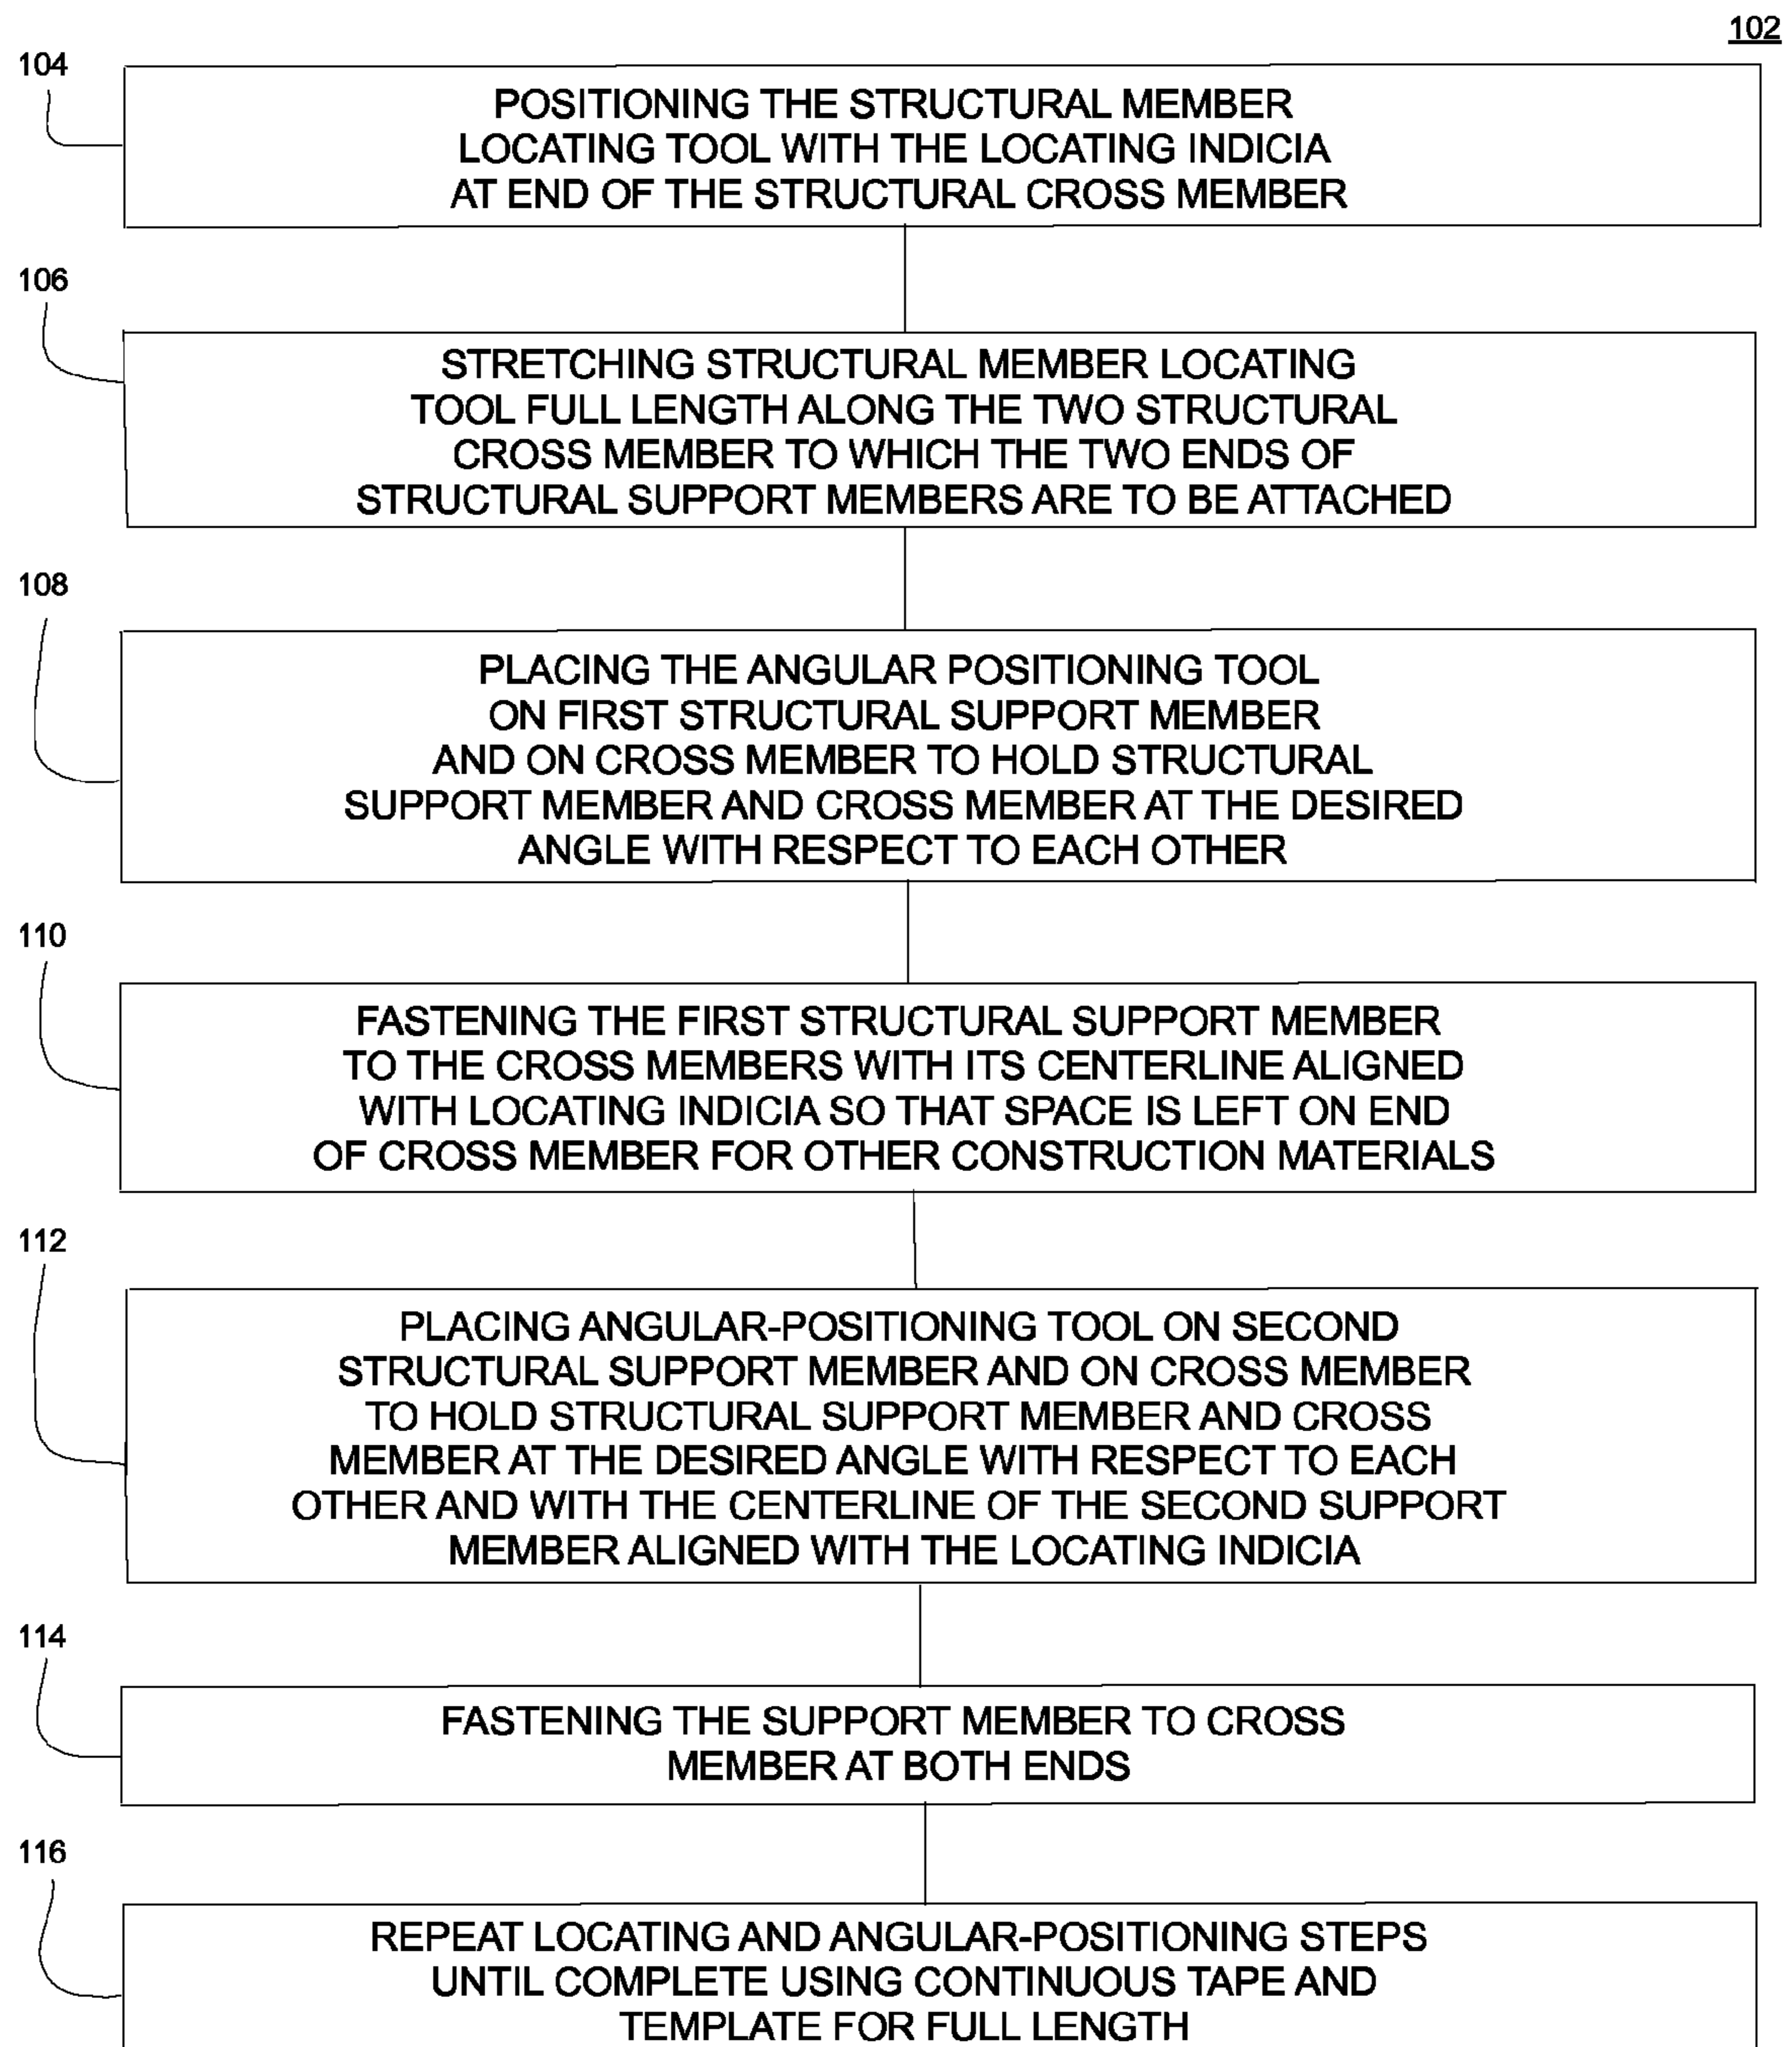 102
104
POSITIONING THE STRUCTURAL MEMBER
LOCATING TOOL WITH THE LOCATING INDICIA
AT END OF THE STRUCTURAL CROSS MEMBER
106
STRETCHING STRUCTURAL MEMBER LOCATING
TOOL FULL LENGTH ALONG THE TWO STRUCTURAL
CROSS MEMBER TO WHICH THE TWO ENDS OF
STRUCTURAL SUPPORT MEMBERS ARE TO BE ATTACHED
108
PLACING THE ANGULAR POSITIONING TOOL
ON FIRST STRUCTURAL SUPPORT MEMBER
AND ON CROSS MEMBER TO HOLD STRUCTURAL
SUPPORT MEMBER AND CROSS MEMBER AT THE DESIRED
ANGLE WITH RESPECT TO EACH OTHER
110
FASTENING THE FIRST STRUCTURAL SUPPORT MEMBER
TO THE CROSS MEMBERS WITH ITS CENTERLINE ALIGNED
WITH LOCATING INDICIA SO THAT SPACE IS LEFT ON END
OF CROSS MEMBER FOR OTHER CONSTRUCTION MATERIALS
112
PLACING ANGULAR-POSITIONING TOOL ON SECOND
STRUCTURAL SUPPORT MEMBER AND ON CROSS MEMBER
TO HOLD STRUCTURAL SUPPORT MEMBER AND CROSS
MEMBER AT THE DESIRED ANGLE WITH RESPECT TO EACH
OTHER AND WITH THE CENTERLINE OF THE SECOND SUPPORT
MEMBER ALIGNED WITH THE LOCATING INDICIA
114
FASTENING THE SUPPORT MEMBER TO CROSS
MEMBER AT BOTH ENDS
116
REPEAT LOCATING AND ANGULAR-POSITIONING STEPS
UNTIL COMPLETE USING CONTINUOUS TAPE AND
TEMPLATE FOR FULL LENGTH